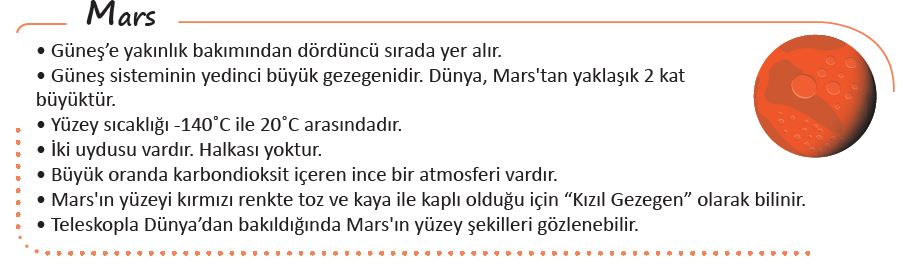 Mars
• Güneş’e yakınlık bakımından dördüncü sırada yer alır.
• Güneş sisteminin yedinci büyük gezegenidir. Dünya, Mars'tan yaklaşık 2 kat
büyüktür.
• Yüzey sıcaklığı -140˚C ile 20˚C arasındadır.
• İki uydusu vardır. Halkası yoktur.
• Büyük oranda karbondioksit içeren ince bir atmosferi vardır.
• Mars'ın yüzeyi kırmızı renkte toz ve kaya ile kaplı olduğu için “Kızıl Gezegen” olarak bilinir.
• Teleskopla Dünya’dan bakıldığında Mars'ın yüzey şekilleri gözlenebilir.